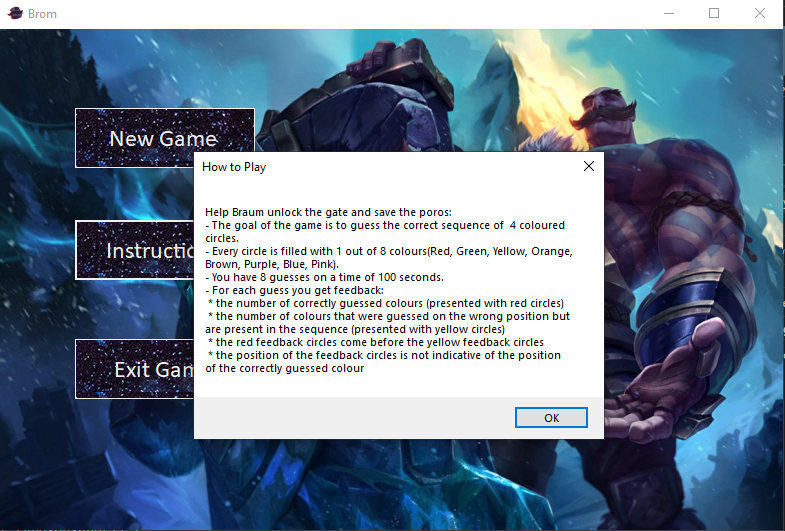 Brom
New Game
How to Play
Help Braum unlock the gate and save the poros:
- The goal of the game is to guess the correct sequence of  4 coloured
circles.
- Every circle is filled with 1 out of 8 colours(Red, Green, Yellow, Orange,
Brown, Purple, Blue, Pink).
- You have 8 guesses on a time of 100 seconds.
- For each guess you get feedback:
* the number of correctly guessed colours (presented with red circles)
* the number of colours that were guessed on the wrong position but
are present in the sequence (presented with yellow circles)
* the red feedback circles come before the yellow feedback circles
* the position of the feedback circles is not indicative of the position
of the correctly guessed colour
Instructio
Exit Gam
OK